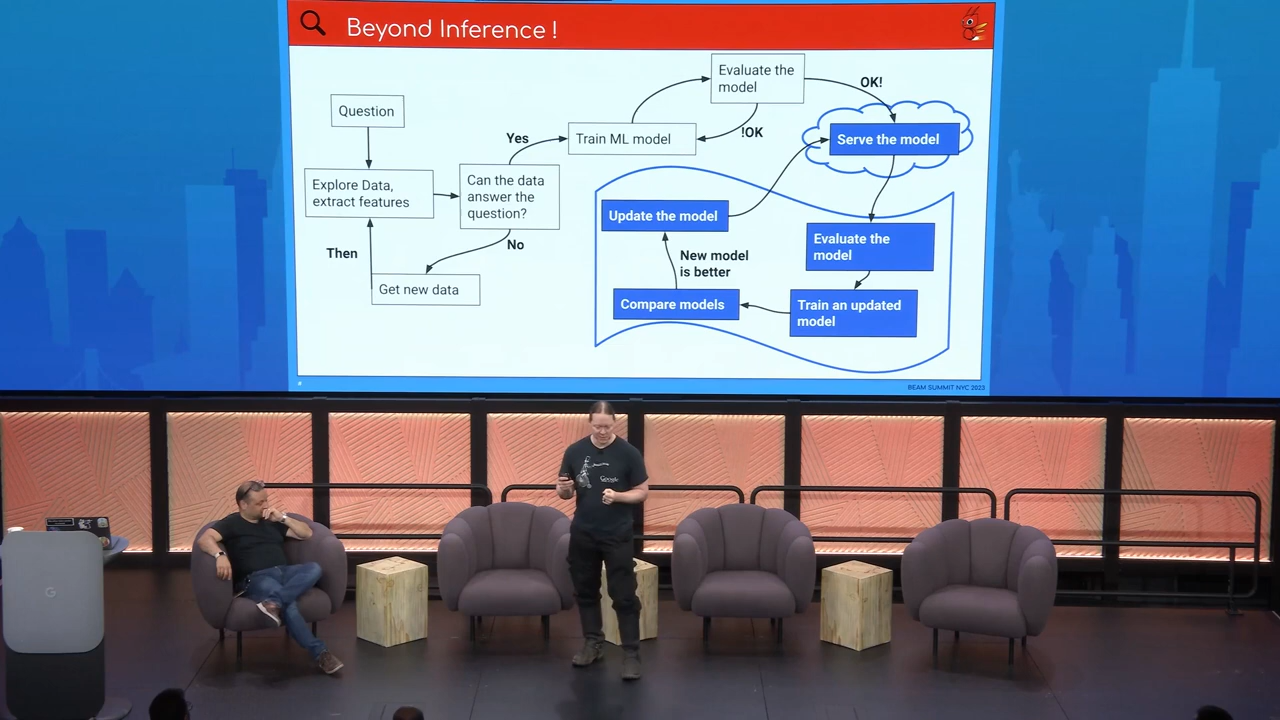 Beyond Inference !
Question
Explore Data,
extract features
Can the data
answer the
question?
Yes
No
Then
Get new data
Train ML model
Evaluate the
model
OK!
!OK
Serve the model
Evaluate the
model
Train an updated
model
Compare models
New model
is better
Update the model
BEAM SUMMIT NYC 2023
Google
G